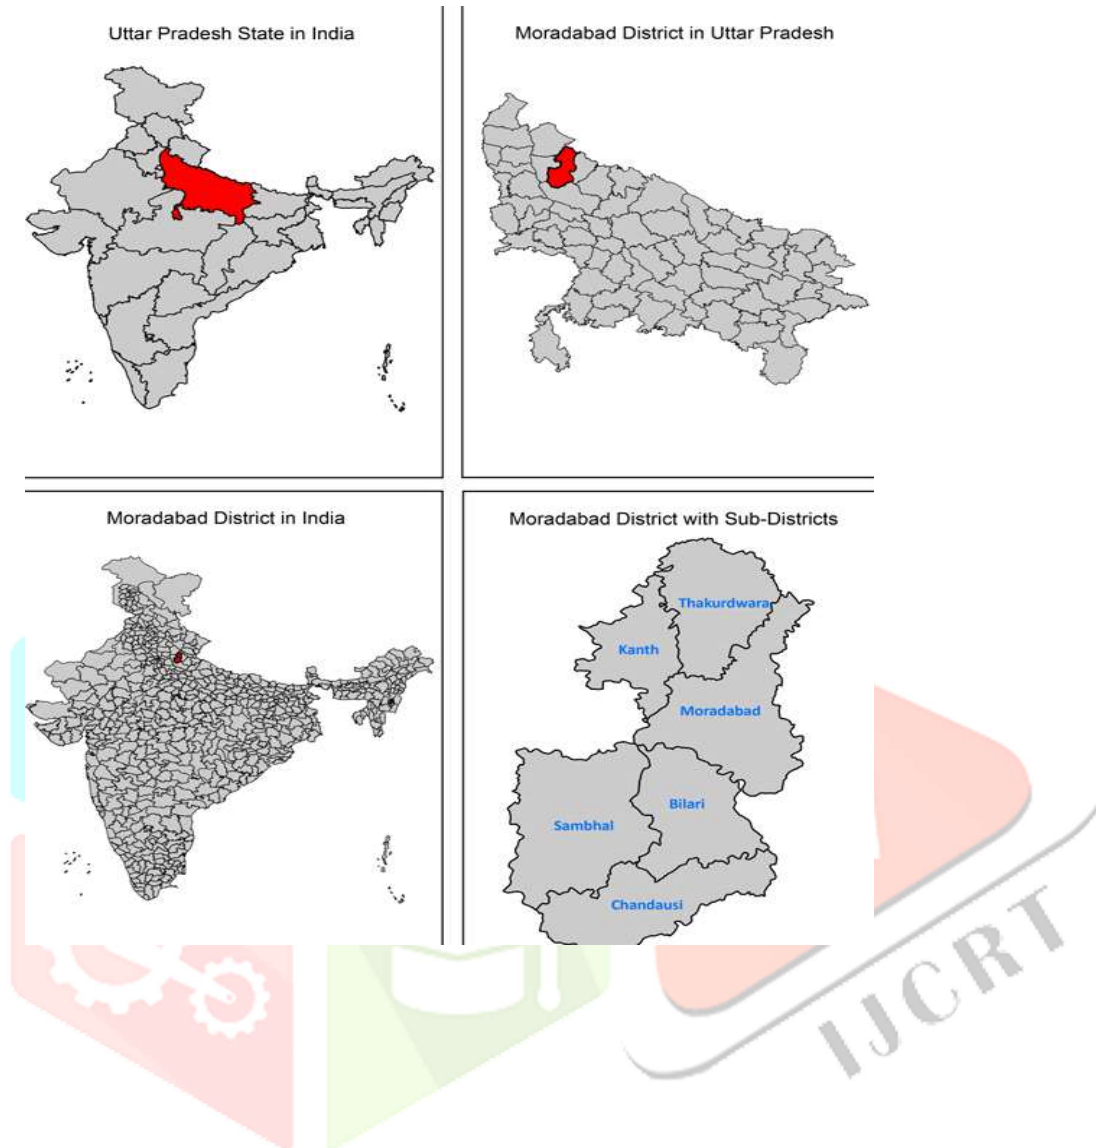 Uttar Pradesh State in India
Moradabad District in Uttar Pradesh
Moradabad District in India
Moradabad District with Sub-Districts
Thakurdwara
Kanth
Moradabad
Bilari
Sambhal
Chandausi
IJCRT